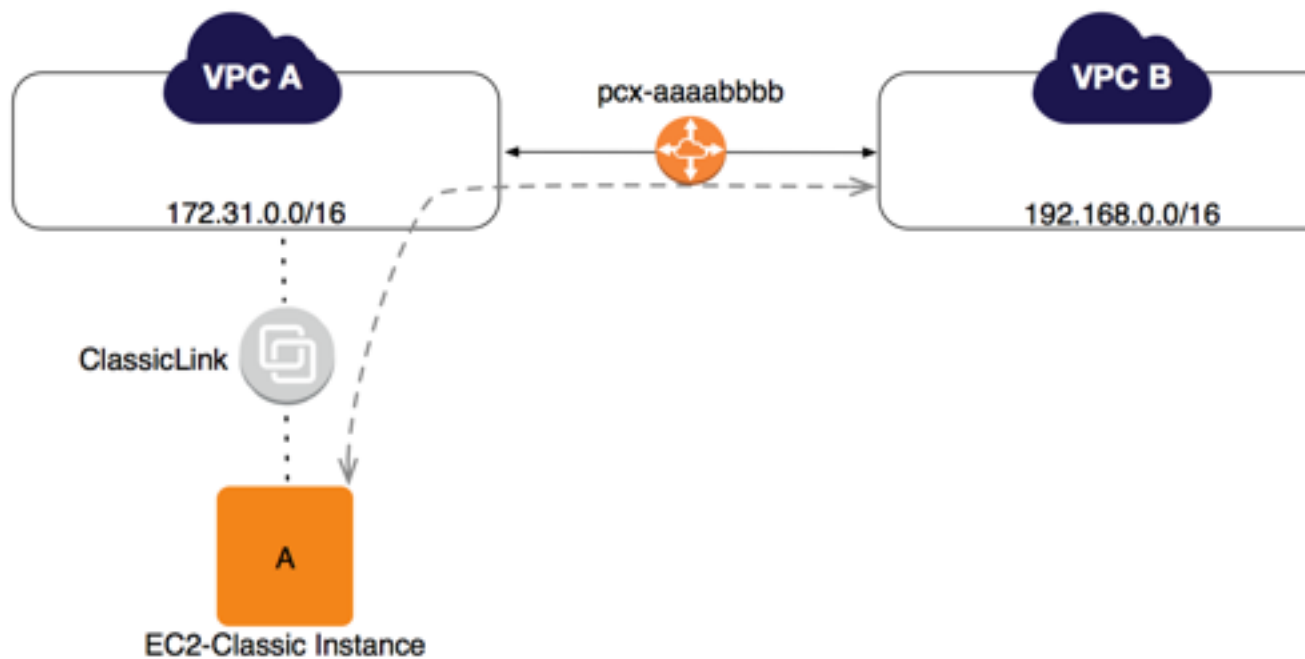 VPC A
VPC B
pcx-aaaabbbb
172.31.0.0/16
192.168.0.0/16
ClassicLink
A
EC2-Classic Instance